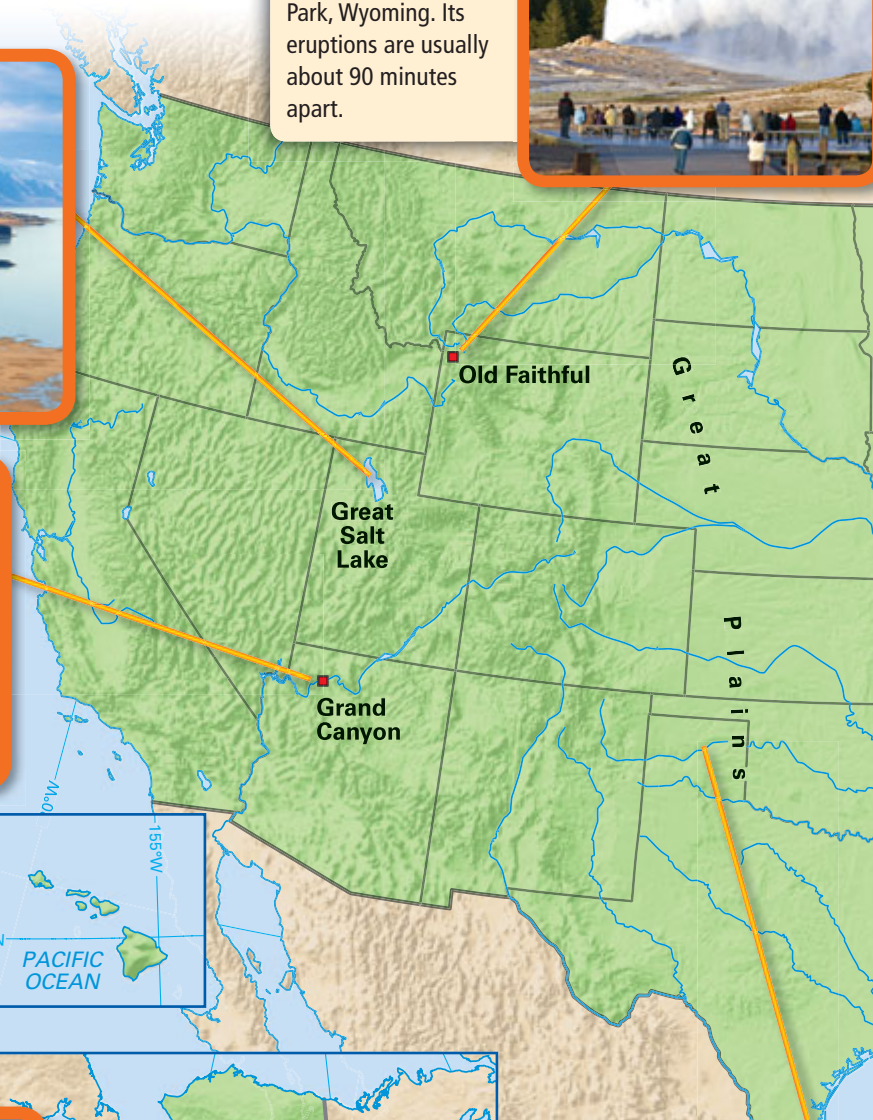 Park, Wyoming. Its
eruptions are usually
about 90 minutes
apart.
Old Faithful
Great
Great
Salt
Lake
Plains
Grand
Canyon
0°W
155°W
PACIFIC
OCEAN